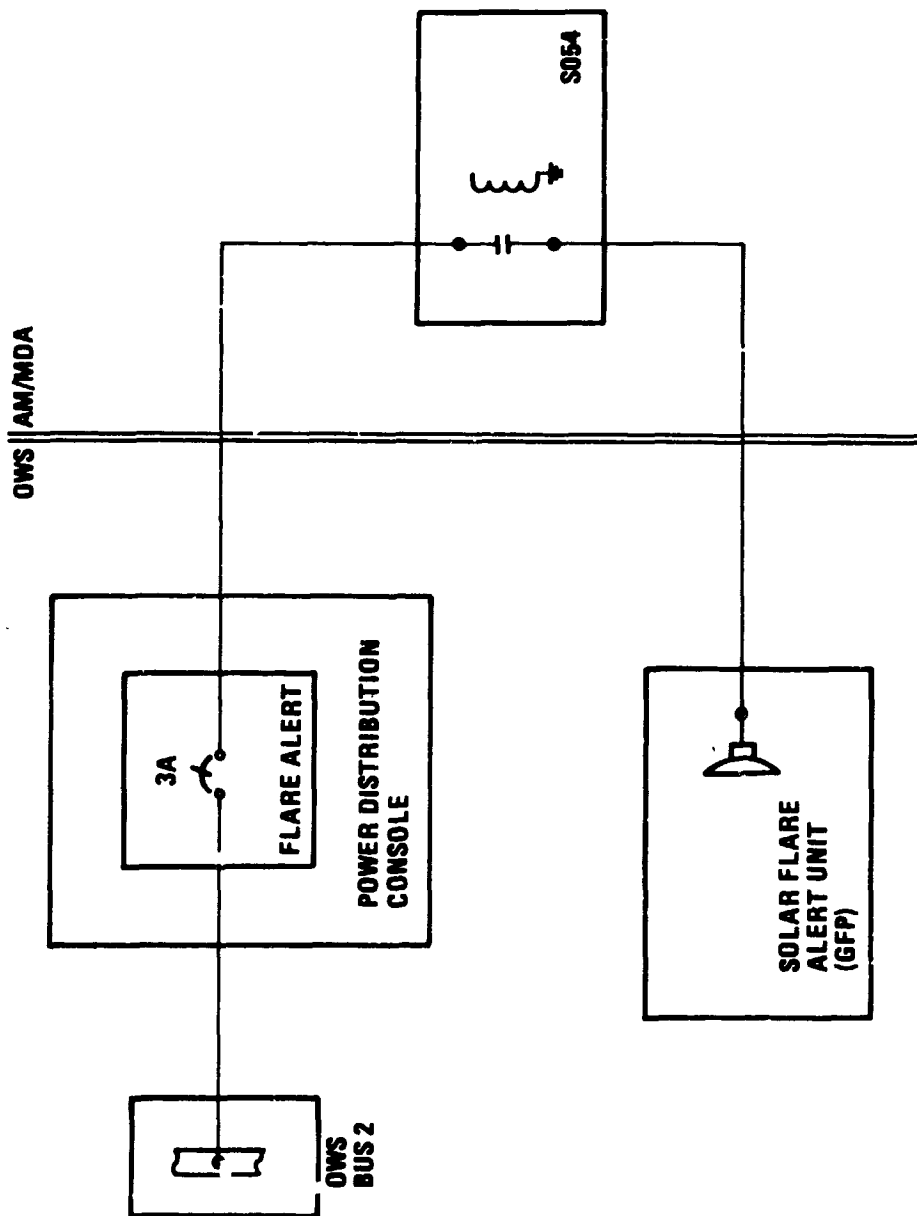 OWS
AM/MDA
S054
3A
FLARE ALERT
POWER DISTRIBUTION
CONSOLE
OWS
BUS 2
SOLAR FLARE
ALERT UNIT
(GFP)